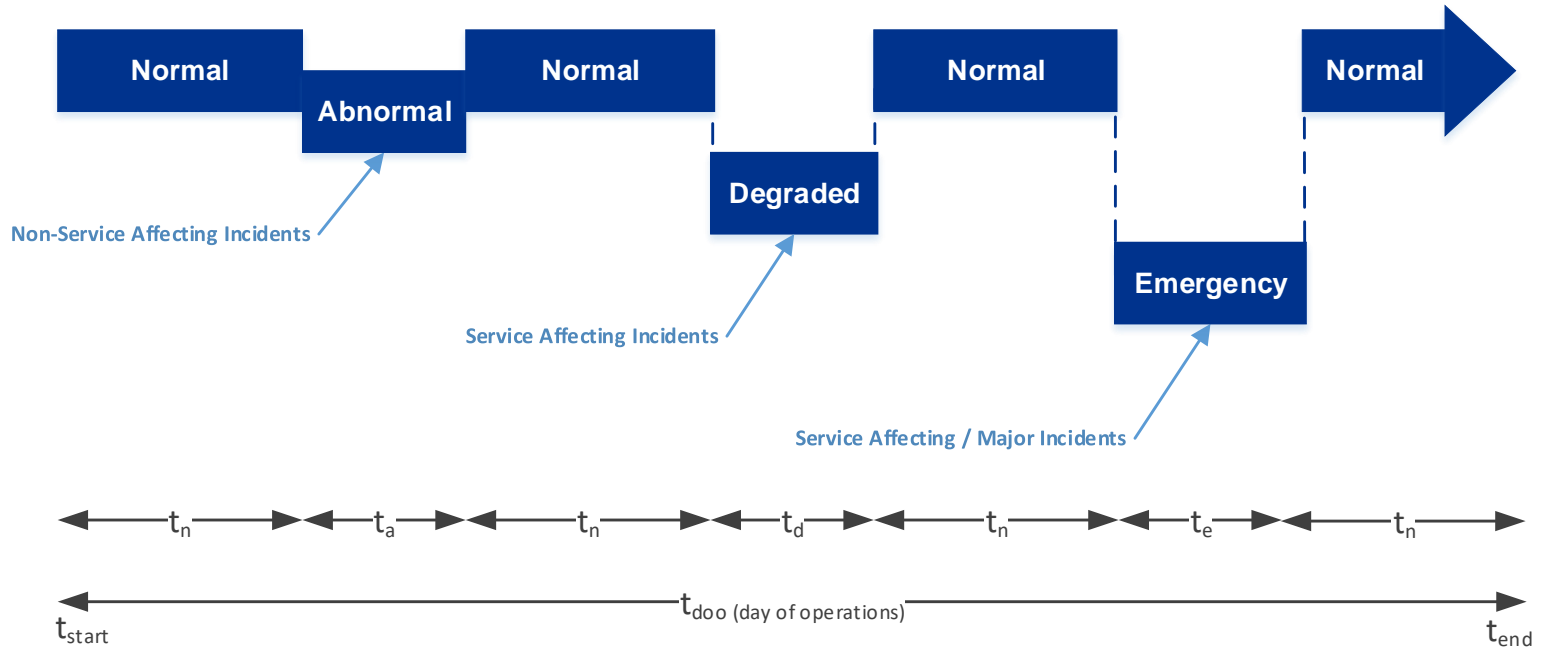 Normal
Normal
Normal
Normal
Abnormal
Degraded
Non-Service Affecting Incidents
Emergency
Service Affecting Incidents
Service Affecting / Major Incidents
tn
ta
tn
td
tn
te
tn
tdoo (day of operations)
tstart
tend